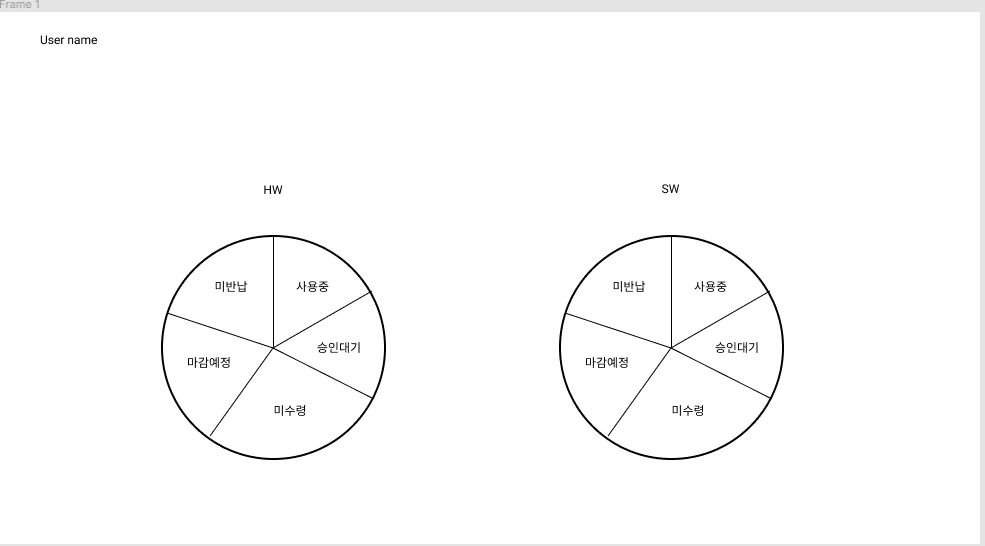 Frame 1
User name
HW
미반납
사용중
승인대기
마감예정
미수령
SW
미반납
사용중
승인대기
마감예정
미수령